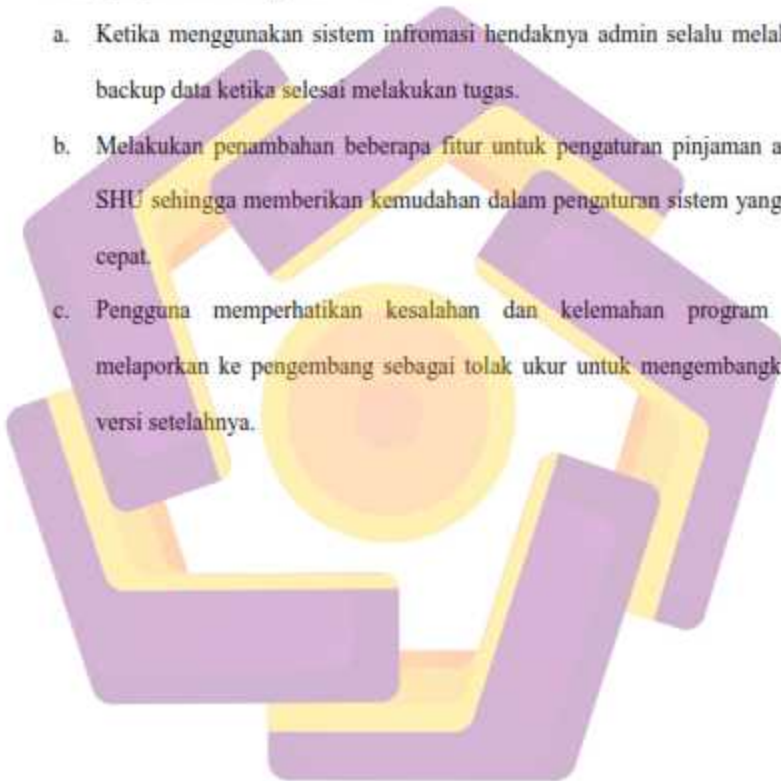 a. Ketika menggunakan sistem infromasi hendaknya admin selalu
backup data ketika selesai melakukan tugas.
b. Melakukan penambahan beberapa fitur untuk pengaturan pinjaman
SHU sehingga memberikan kemudahan dalam pengaturan sistem yang
cepat.
c. Pengguna memperhatikan kesalahan dan kelemahan program
melaporkan ke pengembang sebagai tolak ukur untuk
versi setelahnya.